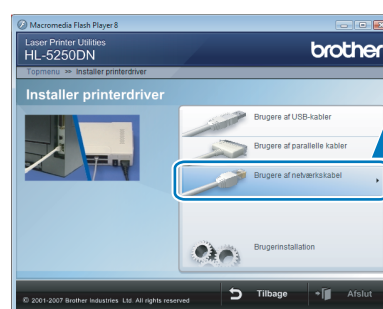 Macromedia Flash Player 8
Laser Printer Utilities
HL-5250DN
brother
Topmenu >> Installer printerdriver
Installer printerdriver
Brugere af USB-kabler
Brugere af parallelle kabler
Brugere af netværkskabel
Brugerinstallation
© 2001-2007 Brother Industries Ltd. All rights reserved
Tilbage
Afslut